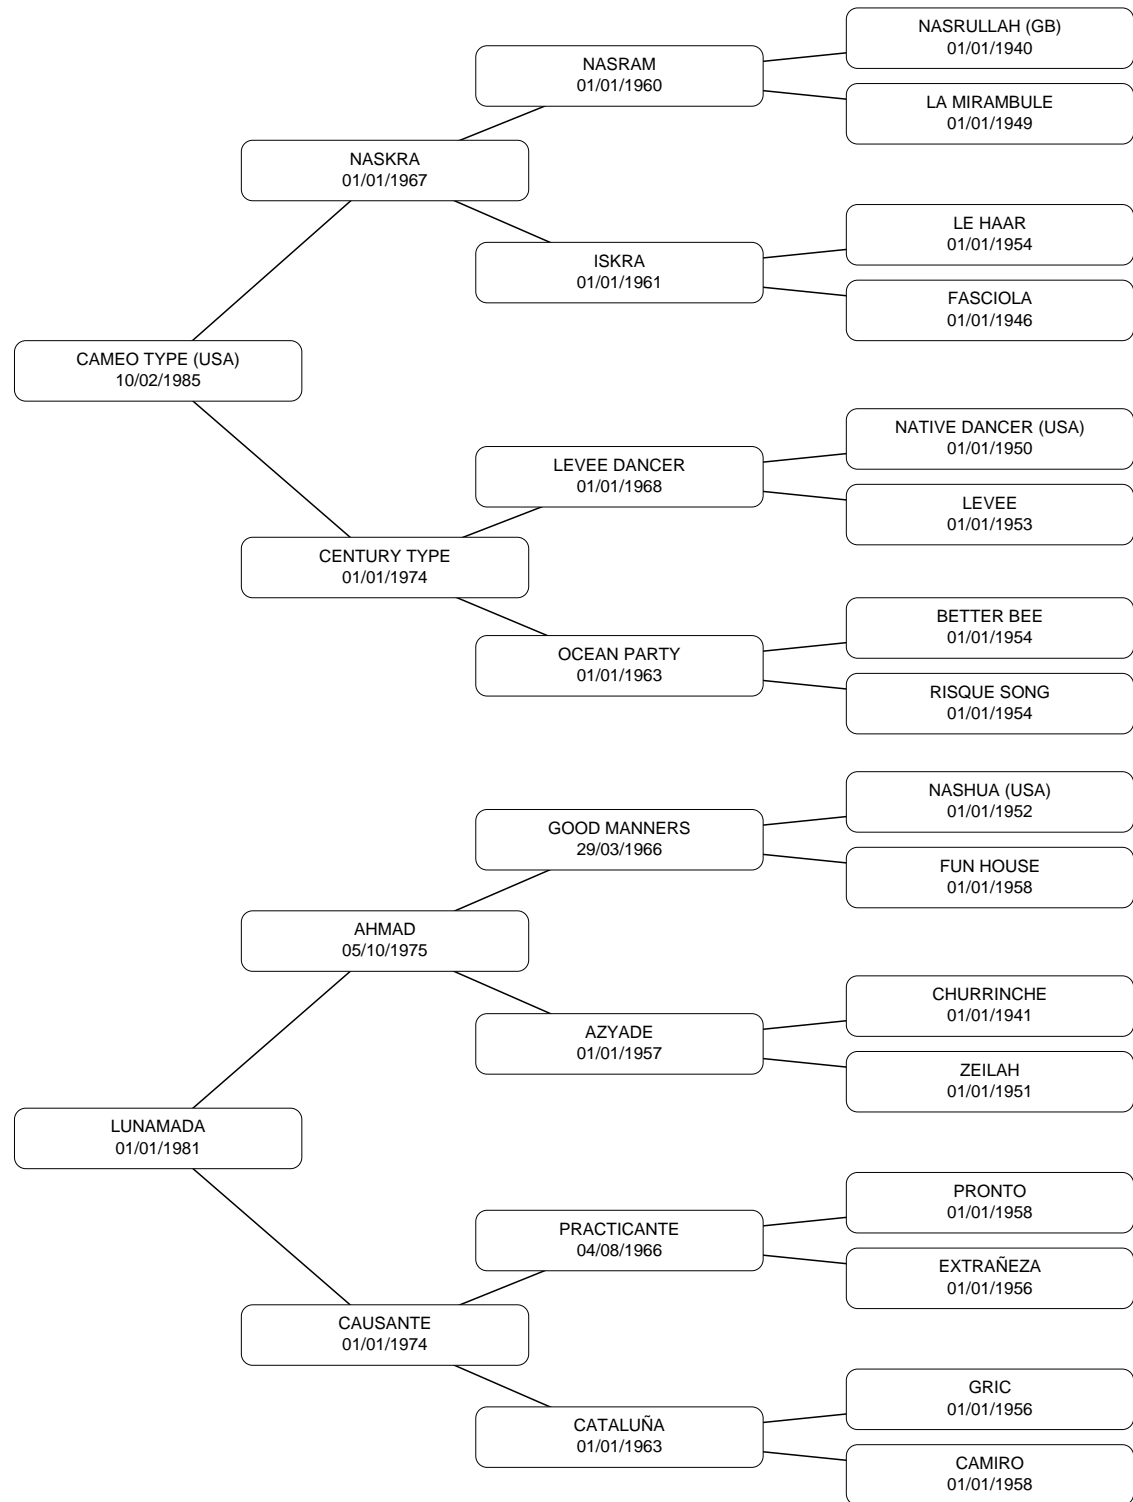 NASRULLAH (GB)
01/01/1940
NASRAM
01/01/1960
LA MIRAMBULE
01/01/1949
NASKRA
01/01/1967
LE HAAR
01/01/1954
ISKRA
01/01/1961
FASCIOLA
01/01/1946
CAMEO TYPE (USA)
10/02/1985
NATIVE DANCER (USA)
01/01/1950
LEVEE DANCER
01/01/1968
LEVEE
01/01/1953
CENTURY TYPE
01/01/1974
BETTER BEE
01/01/1954
OCEAN PARTY
01/01/1963
RISQUE SONG
01/01/1954
NASHUA (USA)
01/01/1952
GOOD MANNERS
29/03/1966
FUN HOUSE
01/01/1958
AHMAD
05/10/1975
CHURRINCHE
01/01/1941
AZYADE
01/01/1957
ZEILAH
01/01/1951
LUNAMADA
01/01/1981
PRONTO
01/01/1958
PRACTICANTE
04/08/1966
EXTRAÑEZA
01/01/1956
CAUSANTE
01/01/1974
GRIC
01/01/1956
CATALUÑA
01/01/1963
CAMIRO
01/01/1958